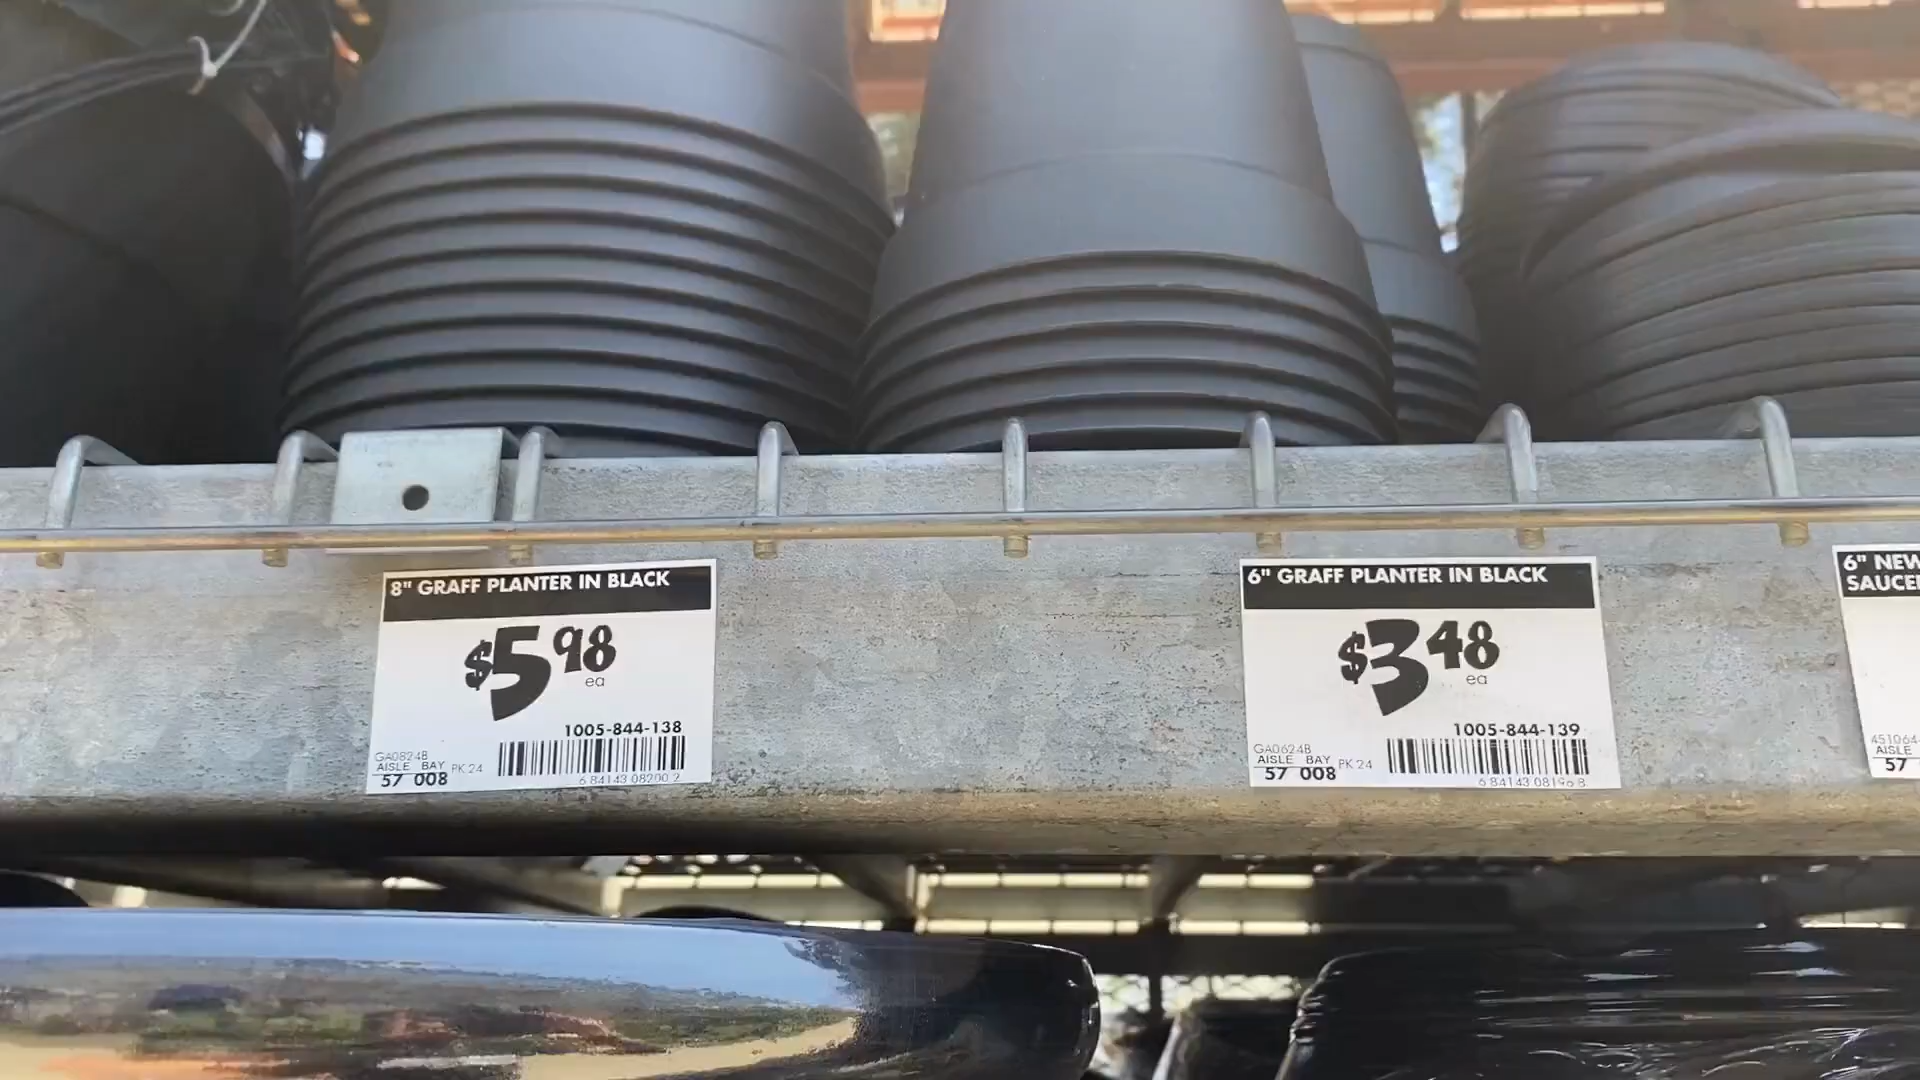 8" GRAFF PLANTER IN BLACK
$5 98
ea
1005-844-138
GA0824B
AISLE BAY PK 24
57 008
6 84143 08200 2
6" GRAFF PLANTER IN BLACK
$3 48
ea
1005-844-139
GA0624B
AISLE BAY PK 24
57 008
6 84143 08196 8
6" NEW
SAUCE
451064
AISLE
57